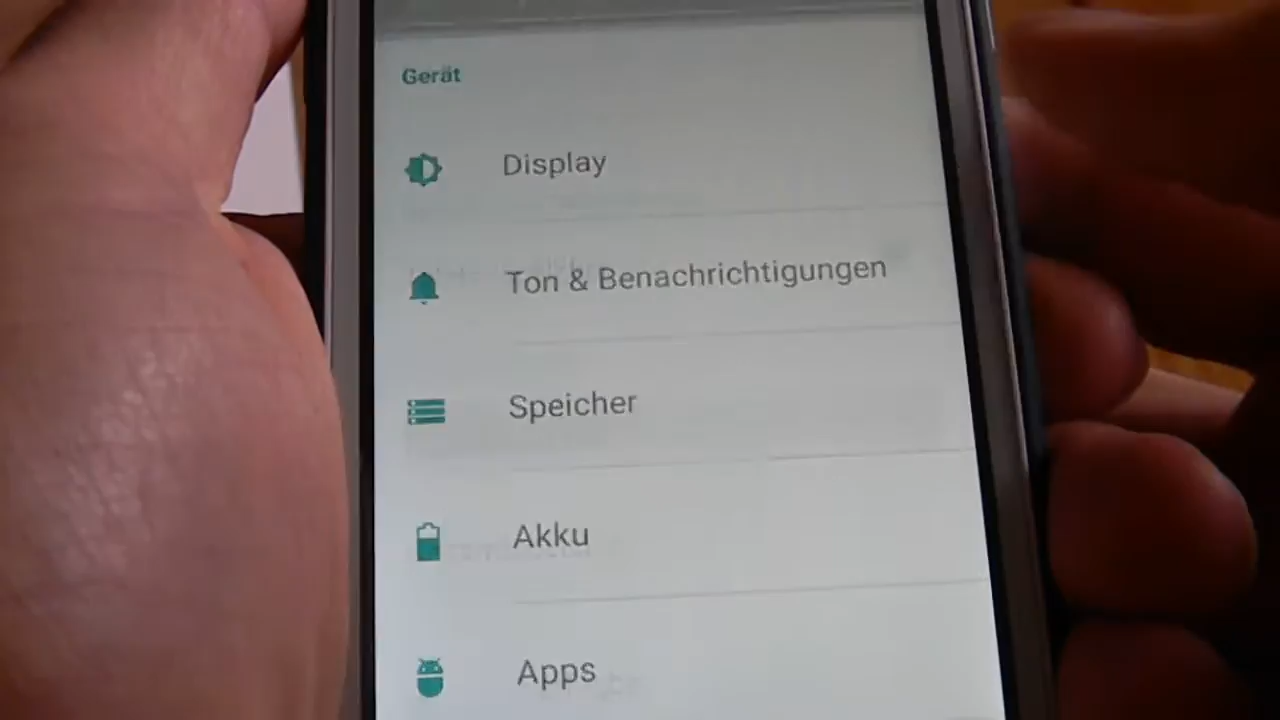 Gerät
Display
Ton & Benachrichtigungen
Speicher
Akku
Apps